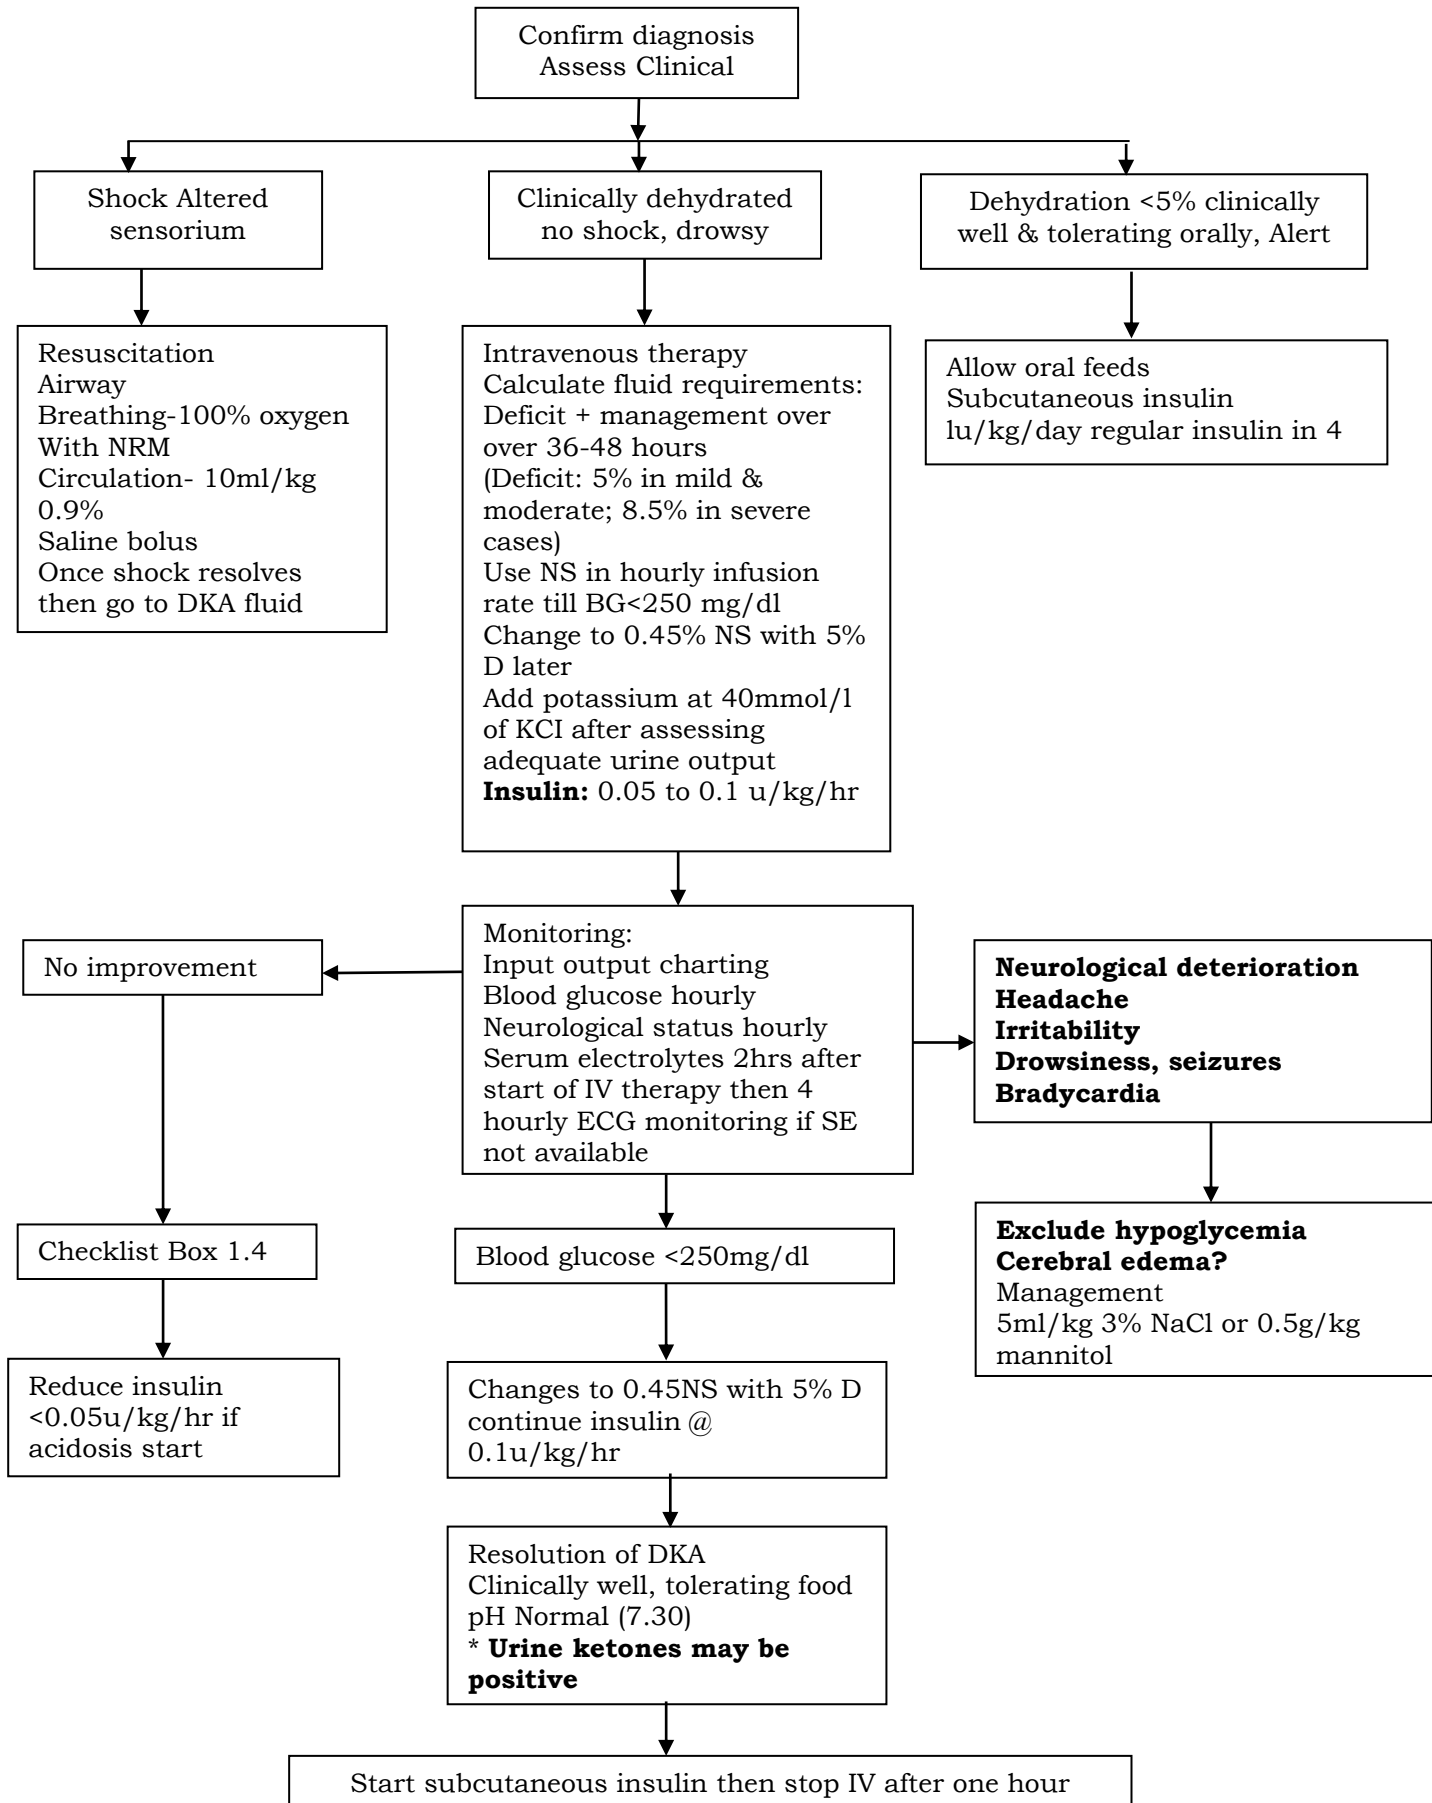 Confirm diagnosis
Assess Clinical
Shock Altered
sensorium
Clinically dehydrated
no shock, drowsy
Dehydration <5% clinically
well & tolerating orally, Alert
Resuscitation
Airway
Breathing-100% oxygen
With NRM
Circulation- 10ml/kg
0.9%
Saline bolus
Once shock resolves
then go to DKA fluid
Intravenous therapy
Calculate fluid requirements:
Deficit + management over
over 36-48 hours
(Deficit: 5% in mild &
moderate; 8.5% in severe
cases)
Use NS in hourly infusion
rate till BG<250 mg/dl
Change to 0.45% NS with 5%
D later
Add potassium at 40mmol/l
of KCI after assessing
adequate urine output
Insulin: 0.05 to 0.1 u/kg/hr
Allow oral feeds
Subcutaneous insulin
lu/kg/day regular insulin in 4
No improvement
Monitoring:
Input output charting
Blood glucose hourly
Neurological status hourly
Serum electrolytes 2hrs after
start of IV therapy then 4
hourly ECG monitoring if SE
not available
Neurological deterioration
Headache
Irritability
Drowsiness, seizures
Bradycardia
Checklist Box 1.4
Blood glucose <250mg/dl
Exclude hypoglycemia
Cerebral edema?
Management
5ml/kg 3% NaCl or 0.5g/kg
mannitol
Reduce insulin
<0.05u/kg/hr if
acidosis start
Changes to 0.45NS with 5% D
continue insulin @
0.1u/kg/hr
Resolution of DKA
Clinically well, tolerating food
pH Normal (7.30)
* Urine ketones may be
positive
Start subcutaneous insulin then stop IV after one hour